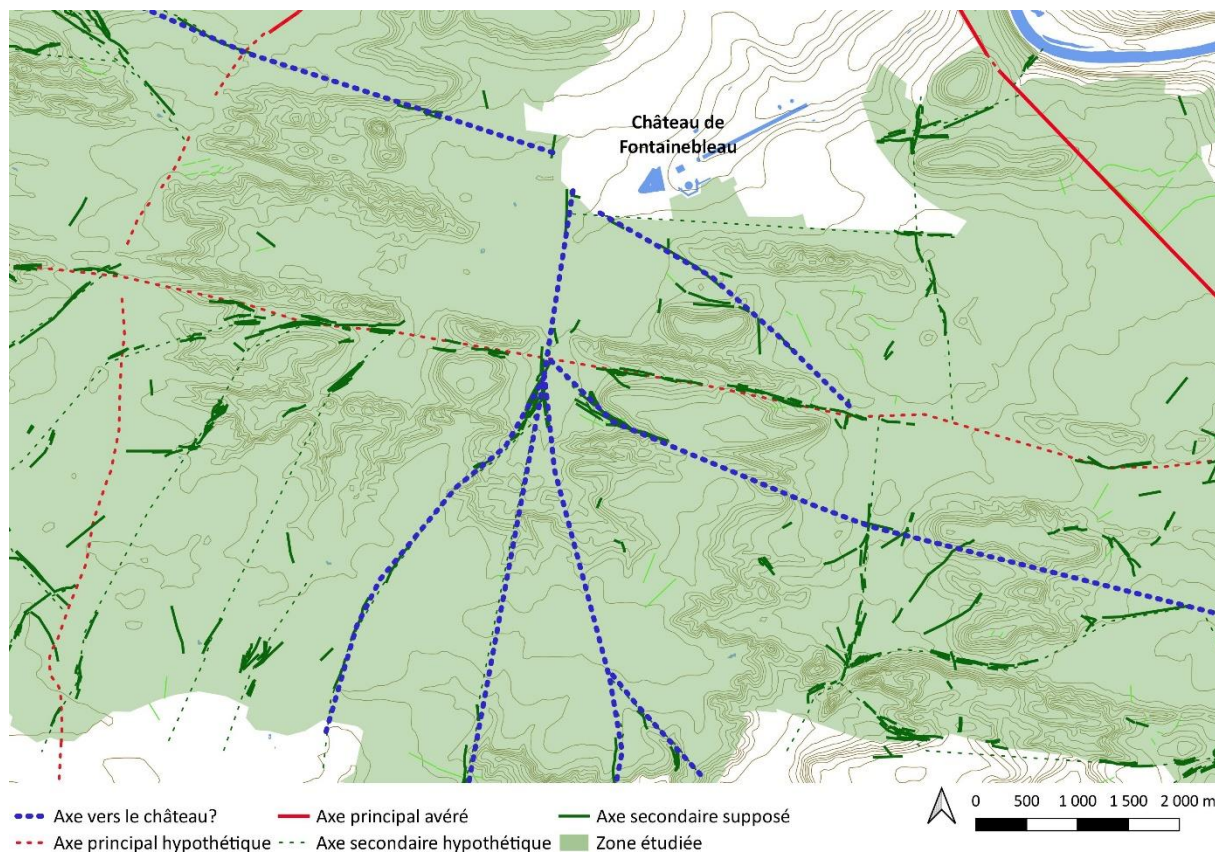 Château de
Fontainebleau
Axe vers le château?
Axe principal avéré
Axe secondaire supposé
Axe principal hypothétique
Axe secondaire hypothétique
Zone étudiée
0 500 1 000 1 500 2 000 m